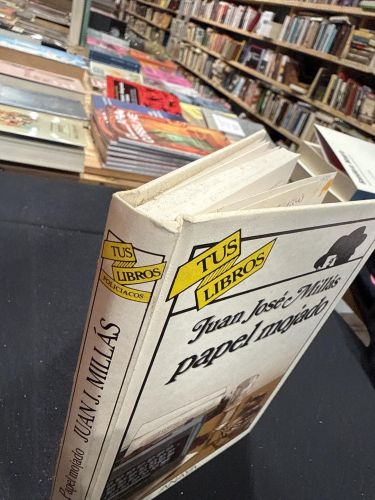 TUS
LIBROS
POLICIACOS
Papel mojado
JUAN J. MILLÁS
TUS
LIBROS
Juan José Millás
papel mojado